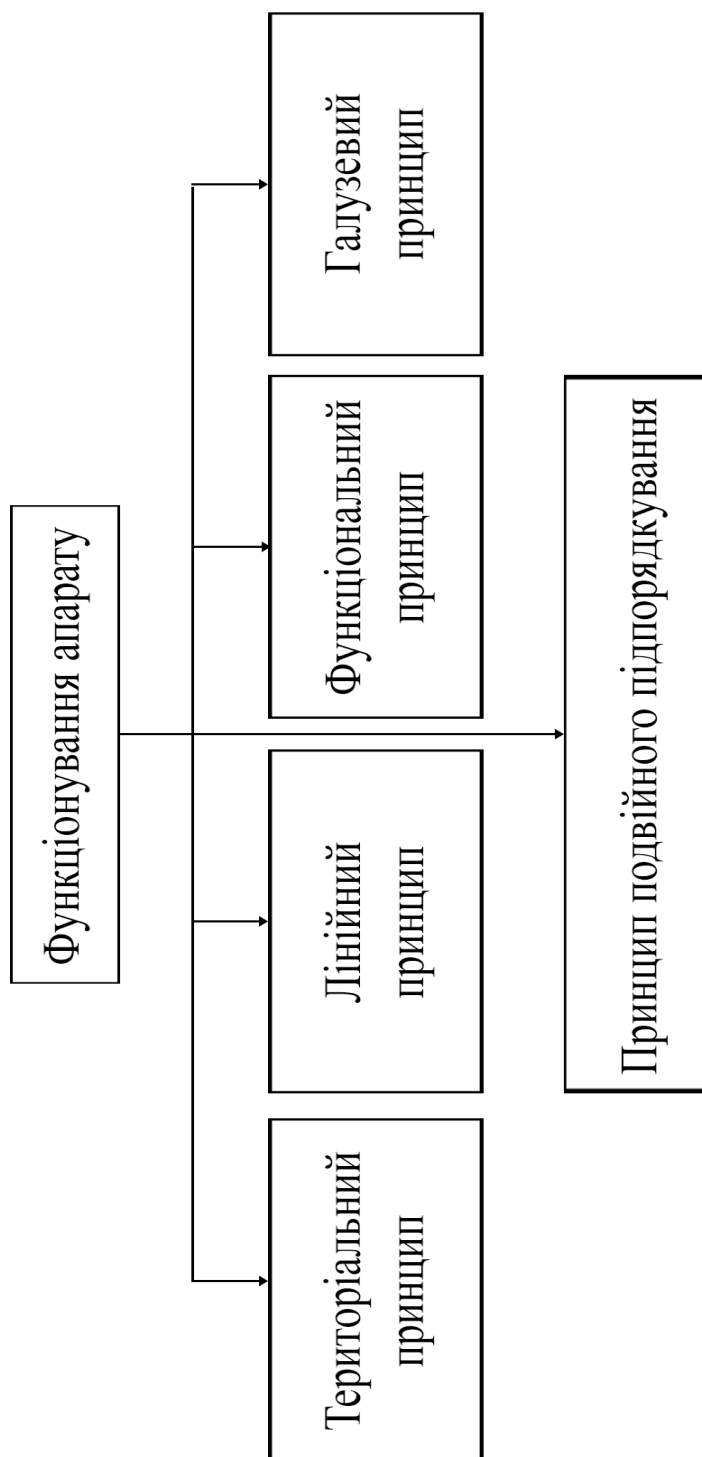 Функціонування апарату
Територіальний
принцип
Лінійний
принцип
Функціональний
принцип
Галузевий
принцип
Принцип подвійного підпорядкування